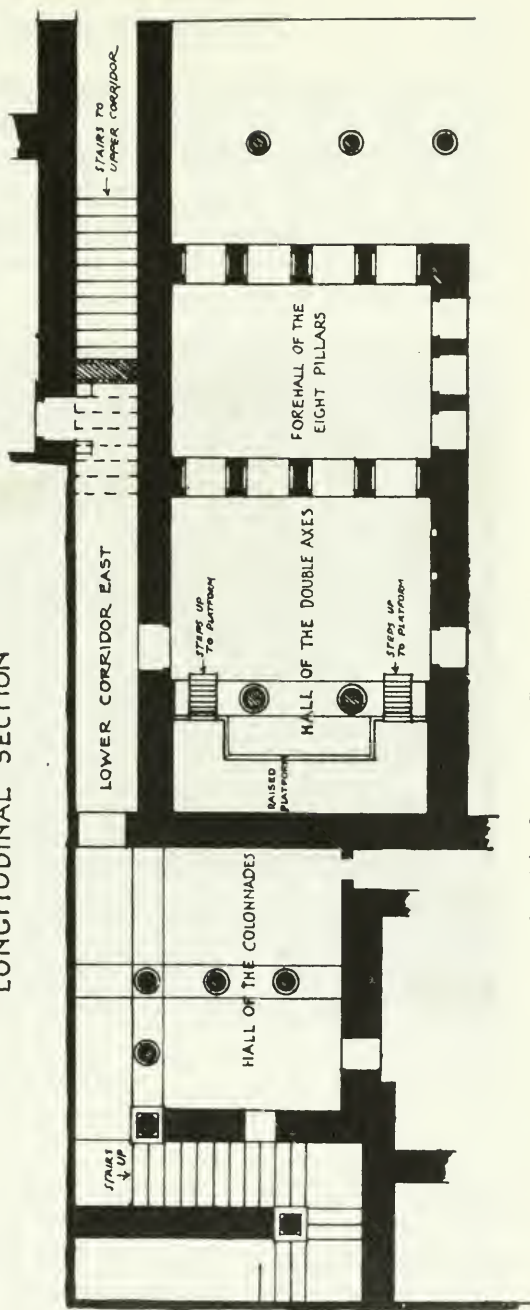 LONGITUDINAL SECTION
STAIRS TO
UPPER CORRIDOR
LOWER CORRIDOR EAST
FOREHALL OF THE
EIGHT PILLARS
HALL OF THE DOUBLE AXES
STEPS UP
TO PLATFORM
STEPS UP
TO PLATFORM
RAISED
PLATFORM
HALL OF THE COLONNADES
STAIRS
UP